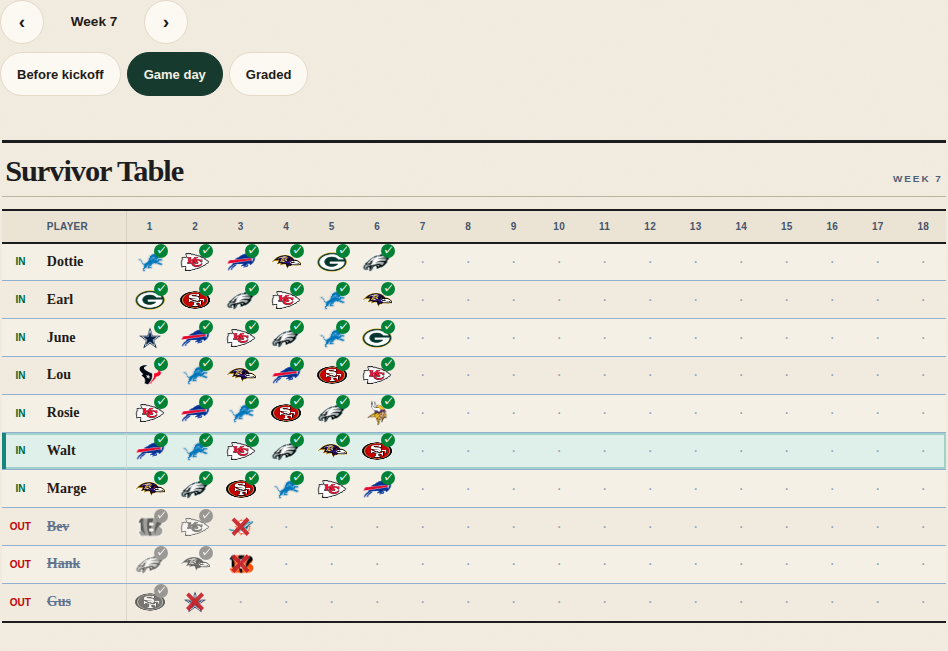 ‹ Week 7 ›
Before kickoff Game day Graded
Survivor Table WEEK 7
PLAYER 1 2 3 4 5 6 7 8 9 10 11 12 13 14 15 16 17 18
IN Dottie
IN Earl
IN June
IN Lou
IN Rosie
IN Walt
IN Marge
OUT Bev
OUT Hank
OUT Gus